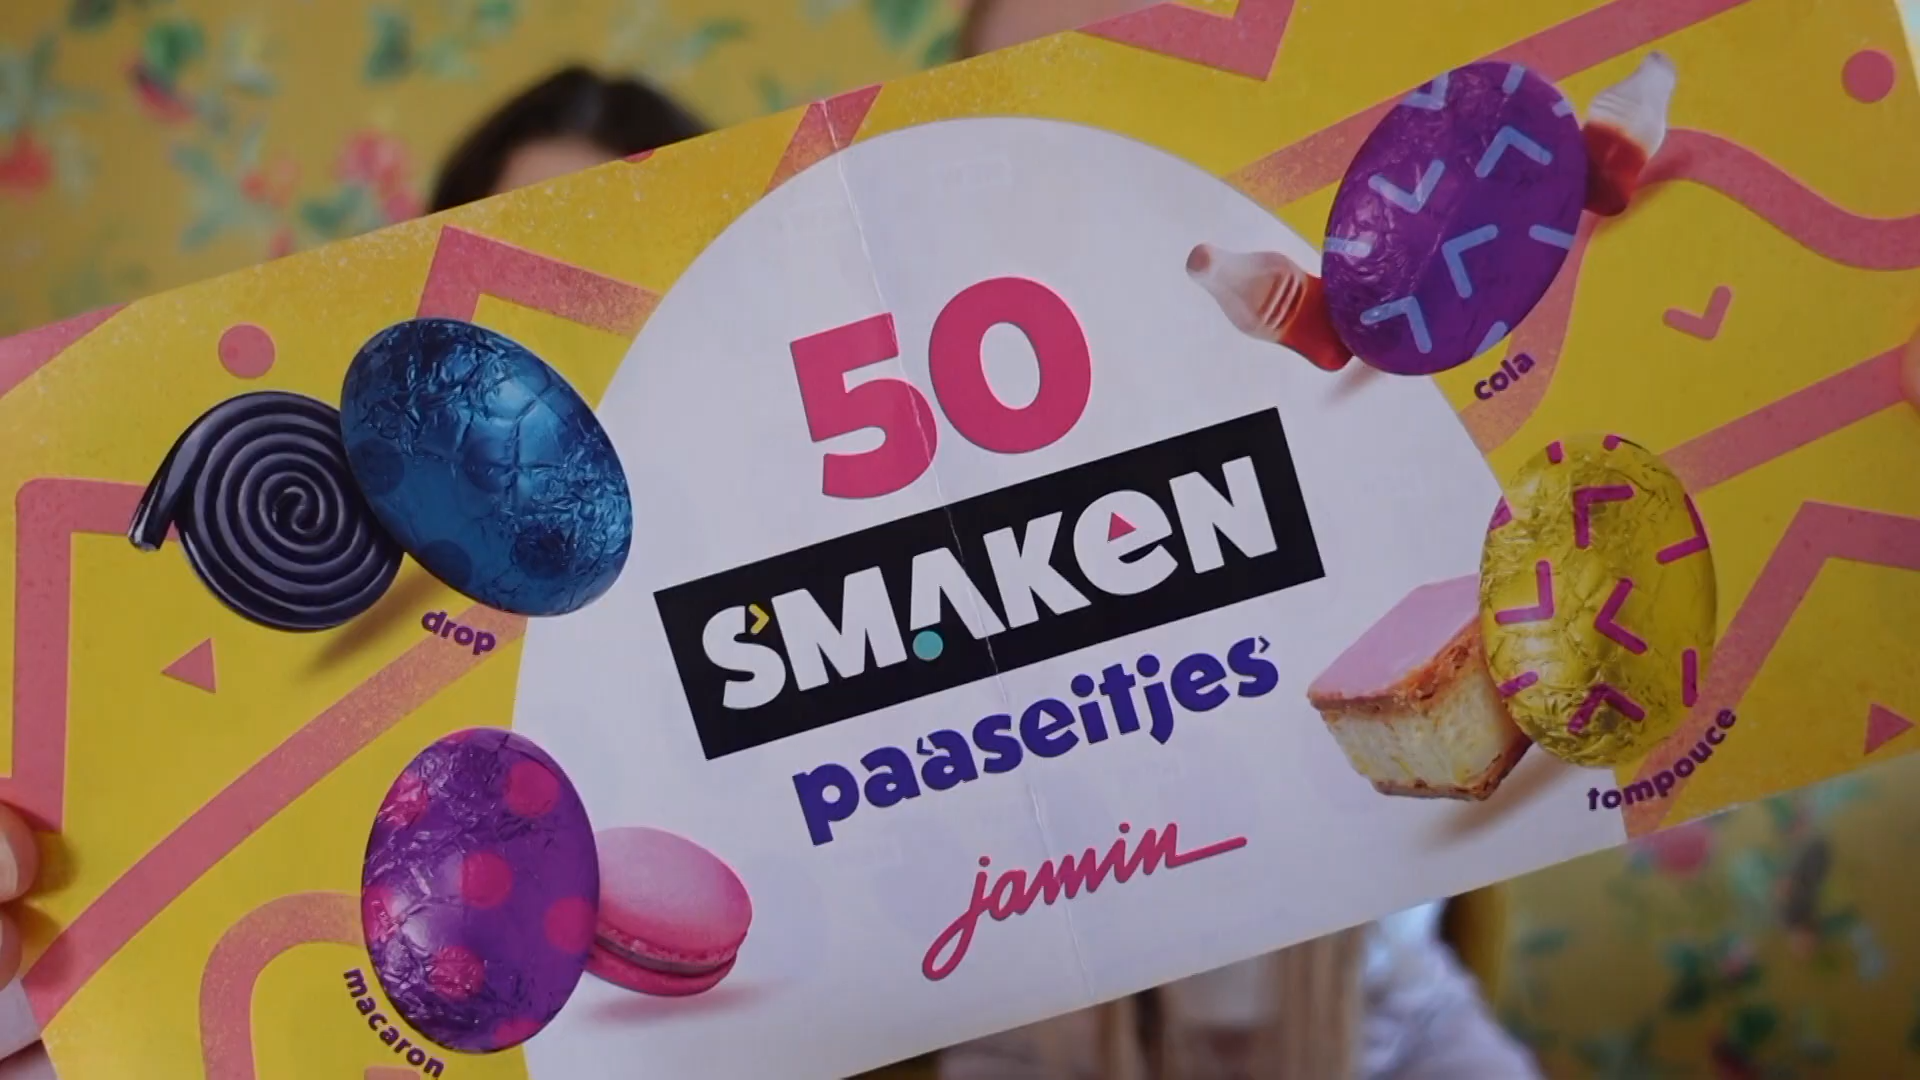 50
SMAKEN
paaseitjes
jamin
drop
cola
macaron
tompouce